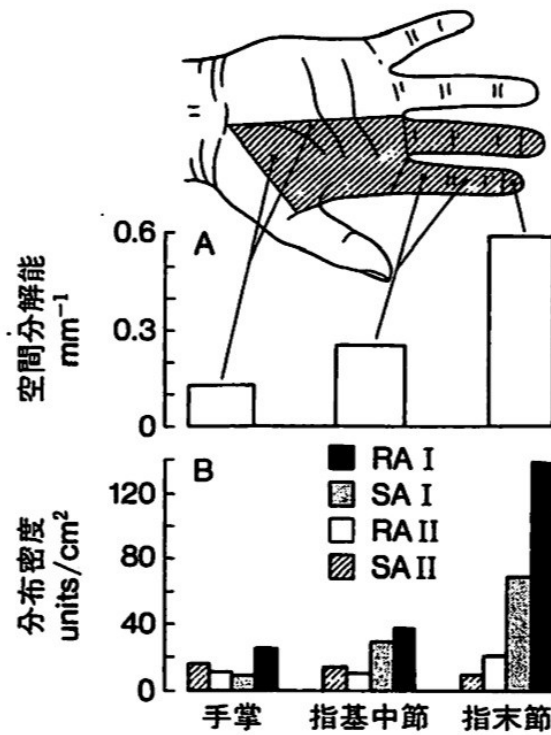 A
空間分解能
mm⁻¹
0.6
0.3
0
B
RA I
SA I
RA II
SA II
分布密度
units/cm²
120
80
40
0
手掌
指基中節
指末節